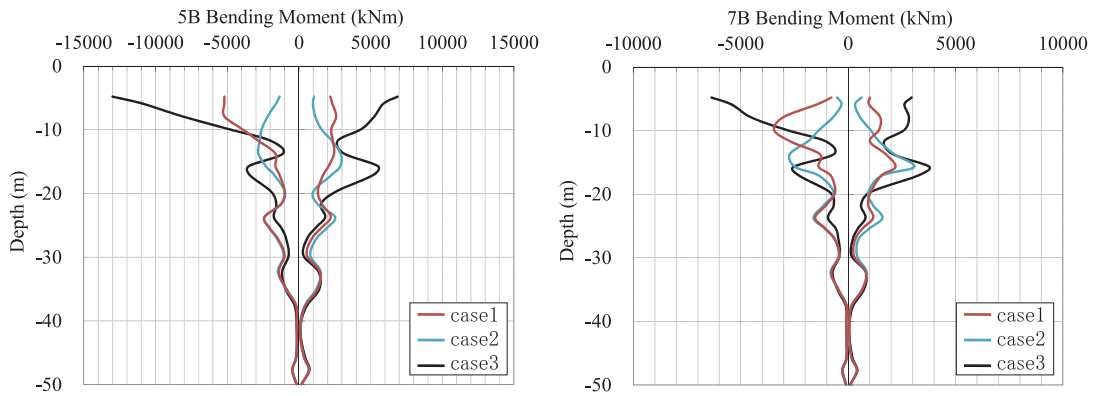 5B Bending Moment (kNm)
-15000 -10000 -5000 0 5000 10000 15000
0
-10
-20
-30
-40
-50
Depth (m)
case1
case2
case3
7B Bending Moment (kNm)
-10000 -5000 0 5000 10000
0
-10
-20
-30
-40
-50
Depth (m)
case1
case2
case3